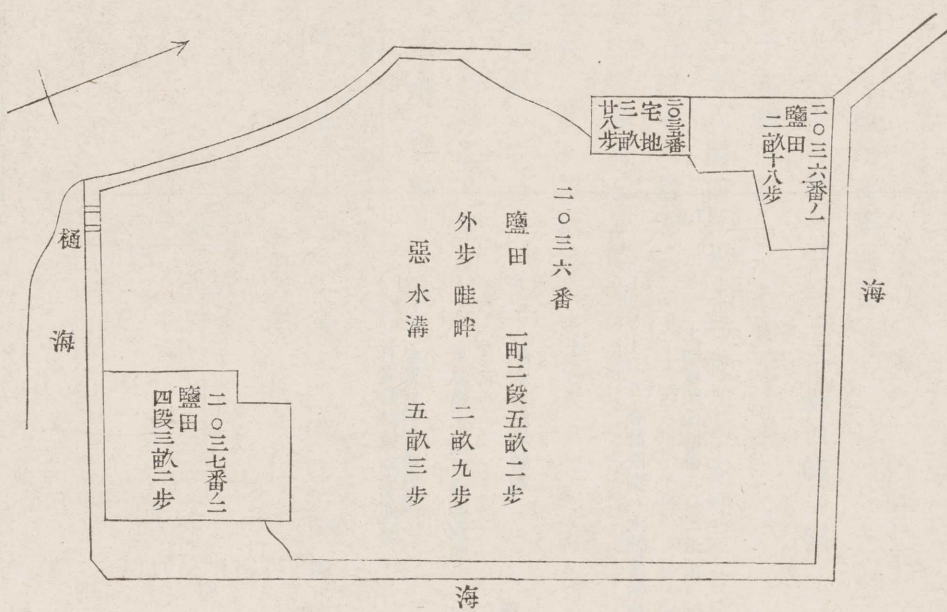 二〇三六番ノ一
鹽田
二畝十八步
二〇三五番
宅地
三畝
廿八步
二〇三六番
鹽田 一町二段五畝二步
外步畦畔 二畝九步
惡水溝 五畝三步
二〇三七番ノ二
鹽田
四段三畝二步
樋
海
海
海